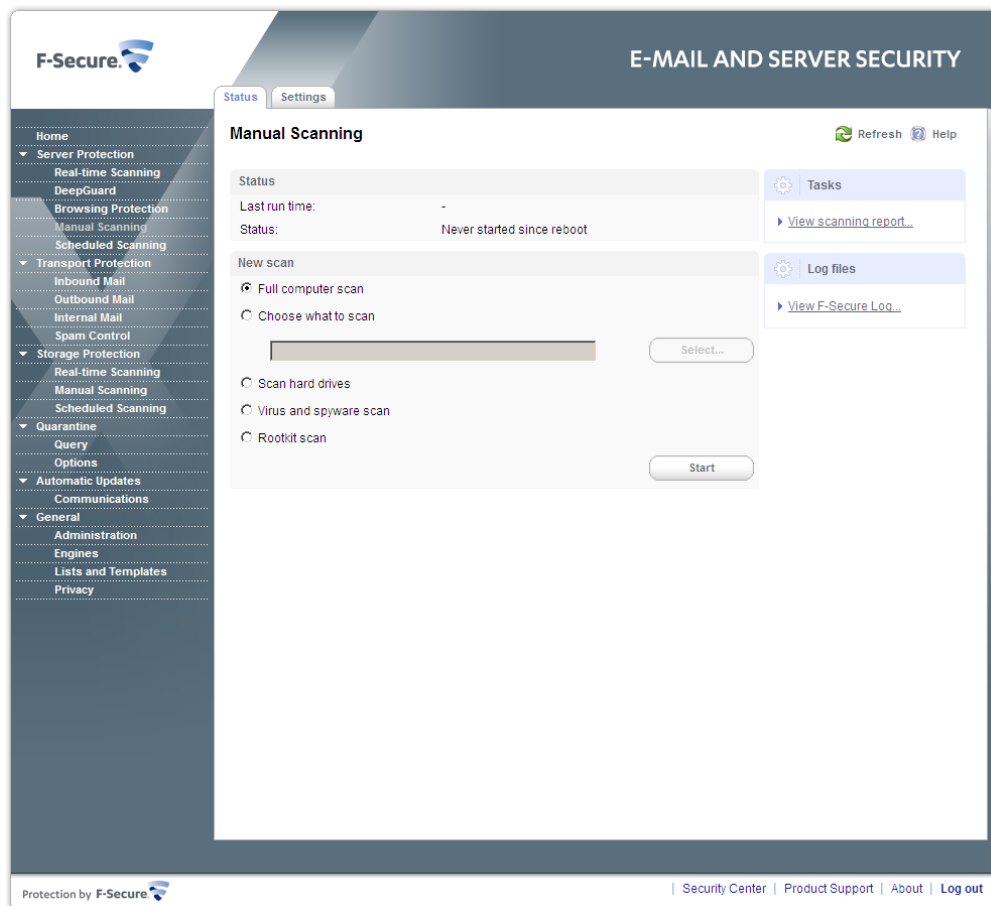 F-Secure.
E-MAIL AND SERVER SECURITY
Status
Settings
Home
Server Protection
Real-time Scanning
DeepGuard
Browsing Protection
Manual Scanning
Scheduled Scanning
Transport Protection
Inbound Mail
Outbound Mail
Internal Mail
Spam Control
Storage Protection
Real-time Scanning
Manual Scanning
Scheduled Scanning
Quarantine
Query
Options
Automatic Updates
Communications
General
Administration
Engines
Lists and Templates
Privacy
Manual Scanning
Refresh
Help
Status
Last run time: -
Status: Never started since reboot
New scan
Full computer scan
Choose what to scan
Select...
Scan hard drives
Virus and spyware scan
Rootkit scan
Start
Tasks
View scanning report...
Log files
View F-Secure Log...
Protection by F-Secure.
| Security Center | Product Support | About | Log out